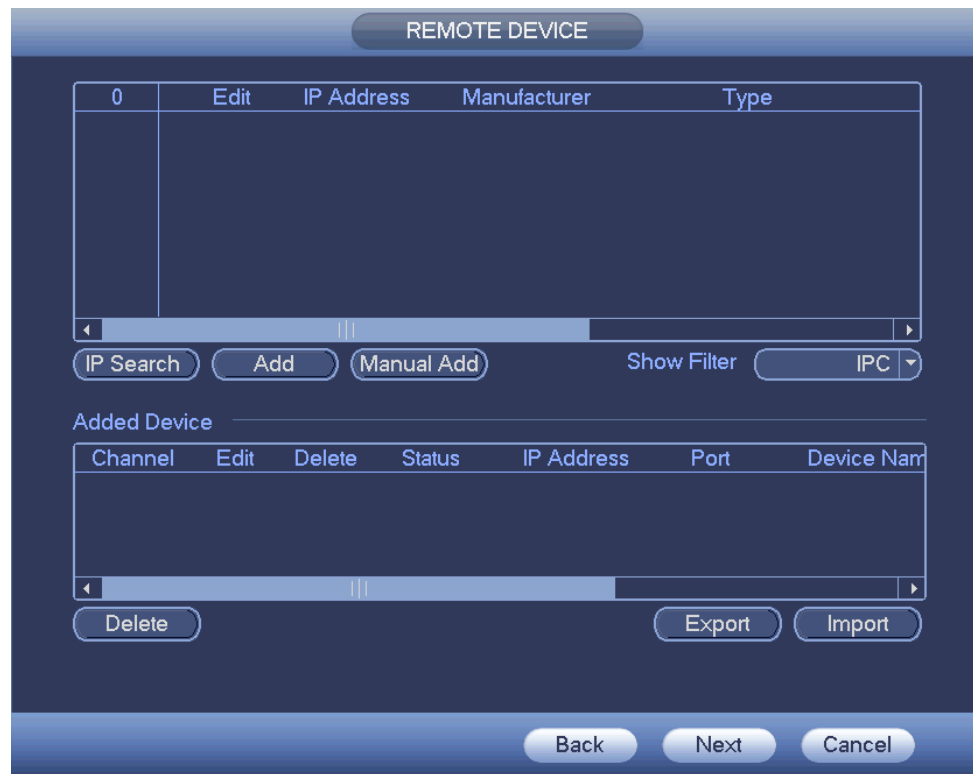 REMOTE DEVICE
0 Edit IP Address Manufacturer Type
IP Search Add Manual Add Show Filter IPC
Added Device
Channel Edit Delete Status IP Address Port Device Nam
Delete Export Import
Back Next Cancel